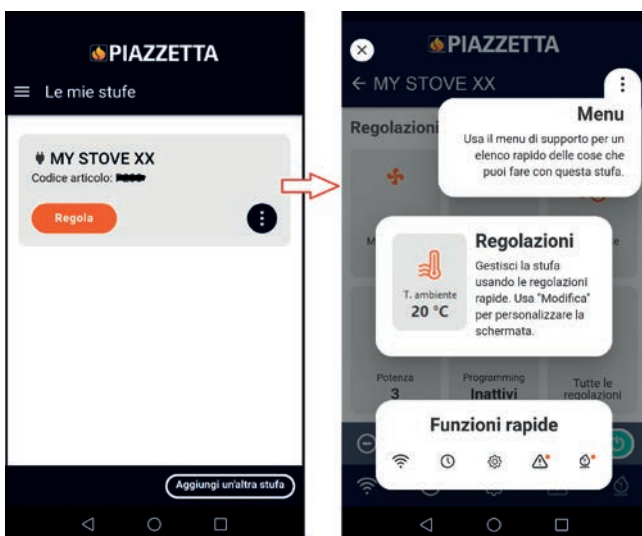 PIAZZETTA
Le mie stufe
MY STOVE XX
Codice articolo:
Regola
Aggiungi un'altra stufa
PIAZZETTA
MY STOVE XX
Menu
Usa il menu di supporto per un
elenco rapido delle cose che
puoi fare con questa stufa.
Regolazioni
Regolazioni
Gestisci la stufa
usando le regolazioni
rapide. Usa "Modifica"
per personalizzare la
schermata.
T. ambiente
20 °C
Potenza
3
Programming
Inattivi
Tutte le
regolazioni
Funzioni rapide